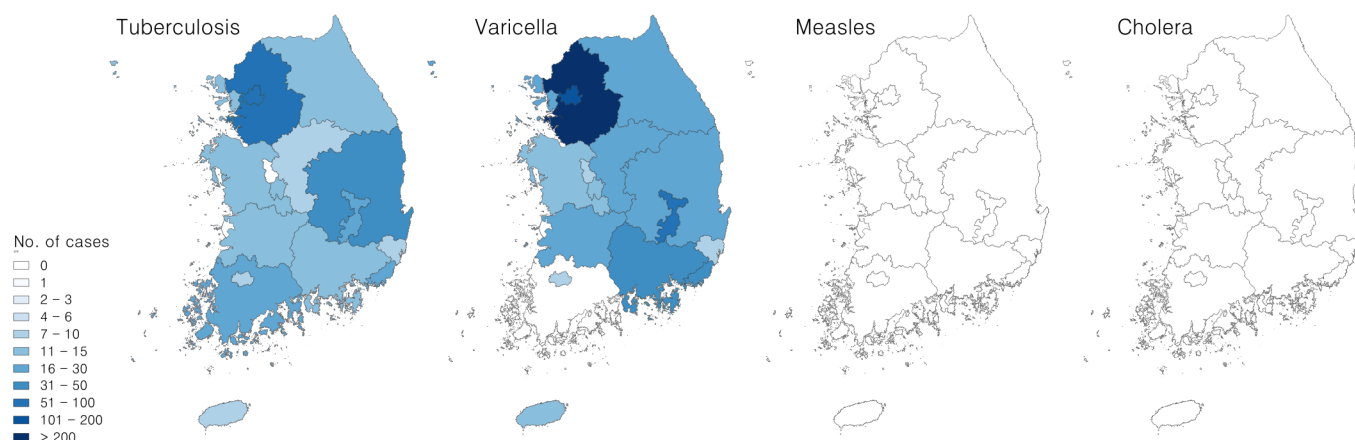 Tuberculosis
Varicella
Measles
Cholera
No. of cases
0
1
2 - 3
4 - 6
7 - 10
11 - 15
16 - 30
31 - 50
51 - 100
101 - 200
> 200